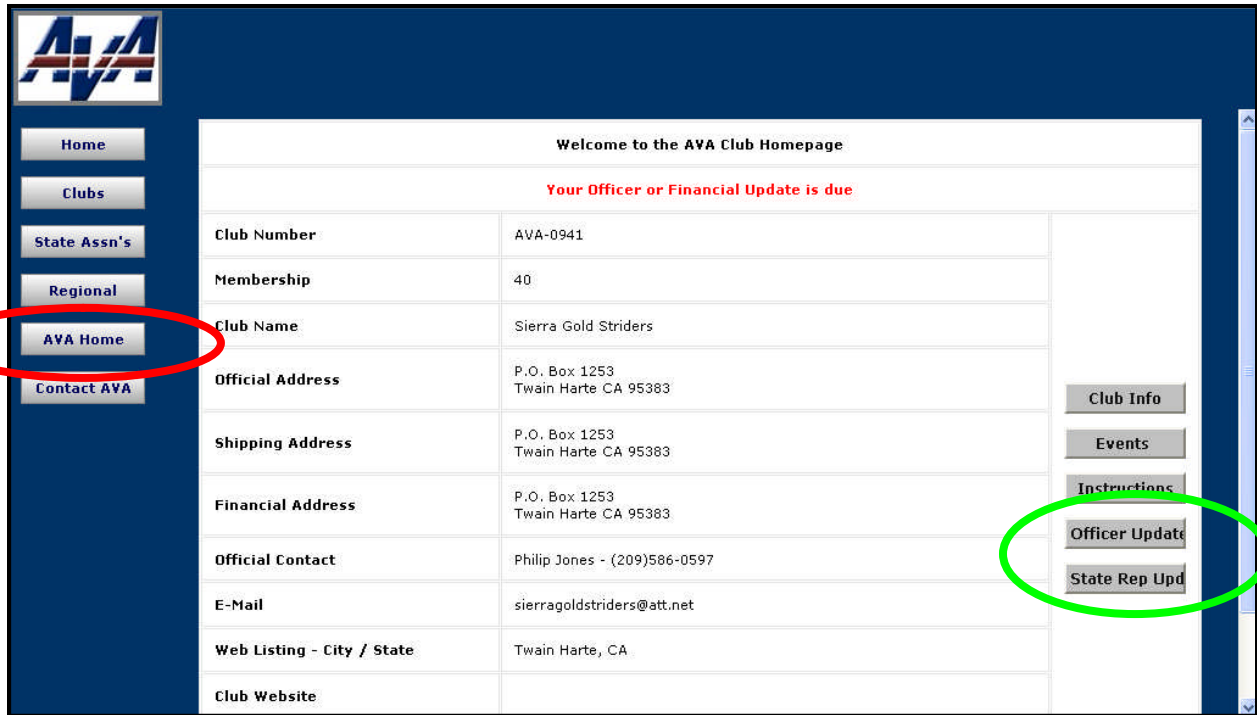 AVA
Home
Clubs
State Assn's
Regional
AVA Home
Contact AVA
Welcome to the AVA Club Homepage
Your Officer or Financial Update is due
Club Number AVA-0941
Membership 40
Club Name Sierra Gold Striders
Official Address P.O. Box 1253
Twain Harte CA 95383
Shipping Address P.O. Box 1253
Twain Harte CA 95383
Financial Address P.O. Box 1253
Twain Harte CA 95383
Official Contact Philip Jones - (209)586-0597
E-Mail sierragoldstriders@att.net
Web Listing - City / State Twain Harte, CA
Club Website
Club Info
Events
Instructions
Officer Update
State Rep Upd